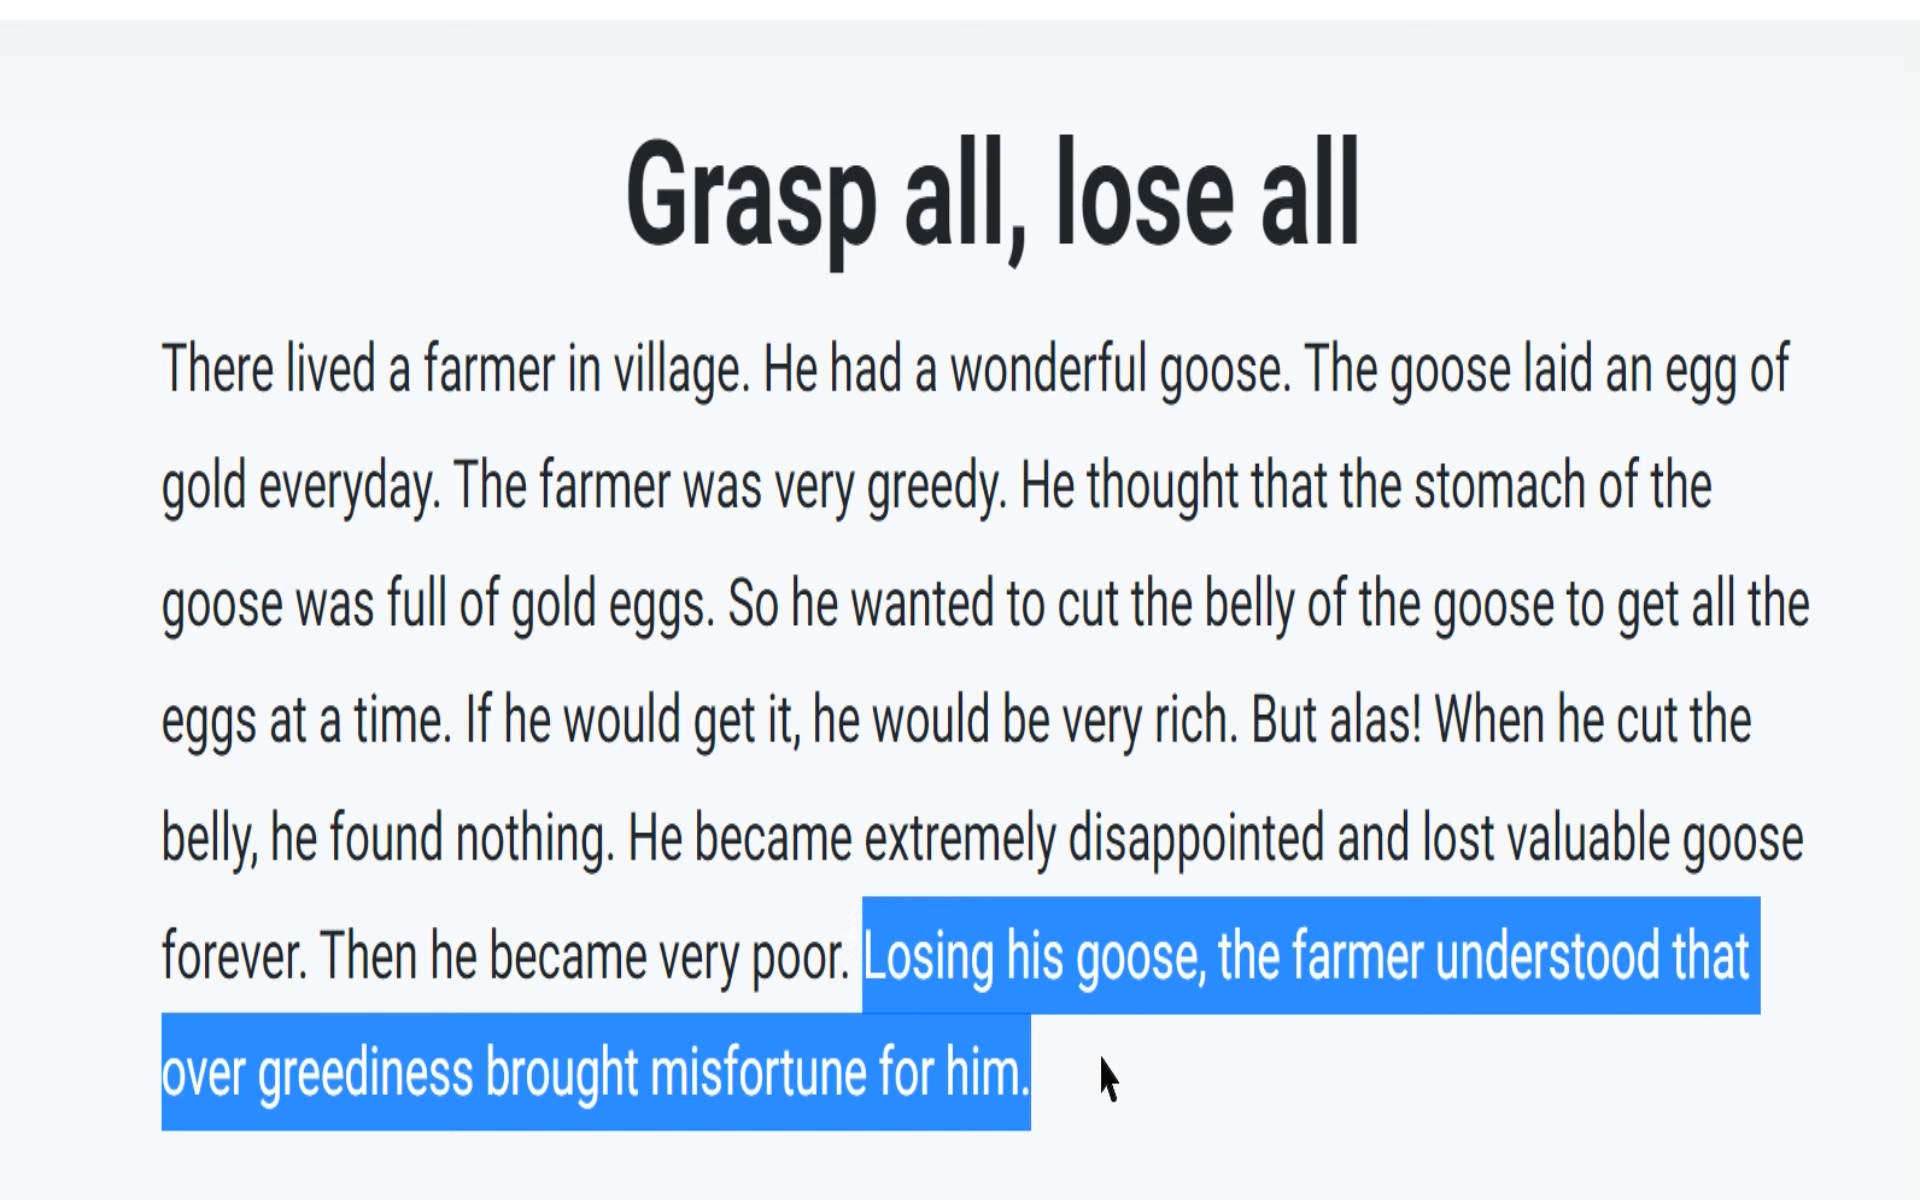 Grasp all, lose all
There lived a farmer in village. He had a wonderful goose. The goose laid an egg of
gold everyday. The farmer was very greedy. He thought that the stomach of the
goose was full of gold eggs. So he wanted to cut the belly of the goose to get all the
eggs at a time. If he would get it, he would be very rich. But alas! When he cut the
belly, he found nothing. He became extremely disappointed and lost valuable goose
forever. Then he became very poor. Losing his goose, the farmer understood that
over greediness brought misfortune for him.